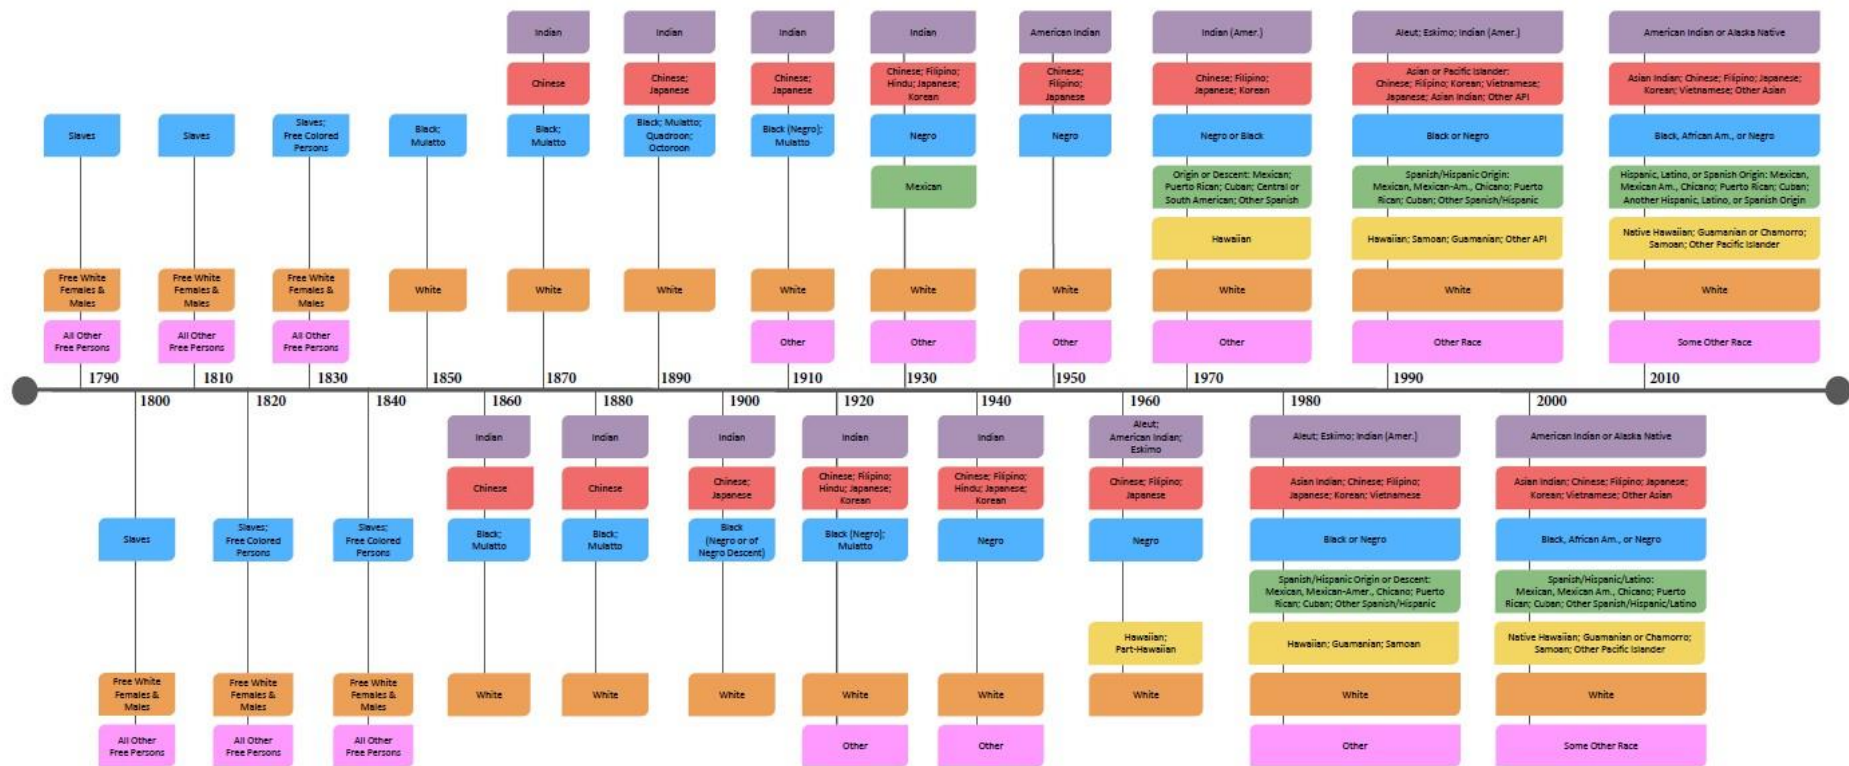 Slaves
Free White
Females &
Males
All Other
Free Persons
1790
Slaves
Free White
Females &
Males
All Other
Free Persons
1810
Slaves;
Free Colored
Persons
Free White
Females &
Males
All Other
Free Persons
1830
Black;
Mulatto
White
1850
Indian
Chinese
Black;
Mulatto
White
1870
Indian
Chinese;
Japanese
Black; Mulatto;
Quadroon;
Octoroon
White
1890
Indian
Chinese;
Japanese
Black (Negro);
Mulatto
White
Other
1910
Indian
Chinese; Filipino;
Hindu; Japanese;
Korean
Negro
Mexican
White
Other
1930
American Indian
Chinese;
Filipino;
Japanese
Negro
White
Other
1950
Indian (Amer.)
Chinese; Filipino;
Japanese; Korean
Negro or Black
Origin or Descent: Mexican;
Puerto Rican; Cuban; Central or
South American; Other Spanish
Hawaiian
White
Other
1970
Aleut; Eskimo; Indian (Amer.)
Asian or Pacific Islander:
Chinese; Filipino; Korean; Vietnamese;
Japanese; Asian Indian; Other API
Black or Negro
Spanish/Hispanic Origin:
Mexican, Mexican-Am., Chicano; Puerto
Rican; Cuban; Other Spanish/Hispanic
Hawaiian; Samoan; Guamanian; Other API
White
Other Race
1990
American Indian or Alaska Native
Asian Indian; Chinese; Filipino; Japanese;
Korean; Vietnamese; Other Asian
Black, African Am., or Negro
Hispanic, Latino, or Spanish Origin: Mexican,
Mexican Am., Chicano; Puerto Rican; Cuban;
Another Hispanic, Latino, or Spanish Origin
Native Hawaiian; Guamanian or Chamorro;
Samoan; Other Pacific Islander
White
Some Other Race
2010
1800
Slaves
Free White
Females &
Males
All Other
Free Persons
1820
Slaves;
Free Colored
Persons
Free White
Females &
Males
All Other
Free Persons
1840
Slaves;
Free Colored
Persons
Free White
Females &
Males
All Other
Free Persons
1860
Indian
Chinese
Black;
Mulatto
White
1880
Indian
Chinese
Black;
Mulatto
White
1900
Indian
Chinese;
Japanese
Black
(Negro or of
Negro Descent)
White
1920
Indian
Chinese; Filipino;
Hindu; Japanese;
Korean
Black (Negro);
Mulatto
White
Other
1940
Indian
Chinese; Filipino;
Hindu; Japanese;
Korean
Negro
White
Other
1960
Aleut;
American Indian;
Eskimo
Chinese; Filipino;
Japanese
Negro
Hawaiian;
Part-Hawaiian
White
1980
Aleut; Eskimo; Indian (Amer.)
Asian Indian; Chinese; Filipino;
Japanese; Korean; Vietnamese
Black or Negro
Spanish/Hispanic Origin or Descent:
Mexican, Mexican-Amer., Chicano; Puerto
Rican; Cuban; Other Spanish/Hispanic
Hawaiian; Guamanian; Samoan
White
Other
2000
American Indian or Alaska Native
Asian Indian; Chinese; Filipino; Japanese;
Korean; Vietnamese; Other Asian
Black, African Am., or Negro
Spanish/Hispanic/Latino:
Mexican, Mexican Am., Chicano; Puerto
Rican; Cuban; Other Spanish/Hispanic/Latino
Native Hawaiian; Guamanian or Chamorro;
Samoan; Other Pacific Islander
White
Some Other Race